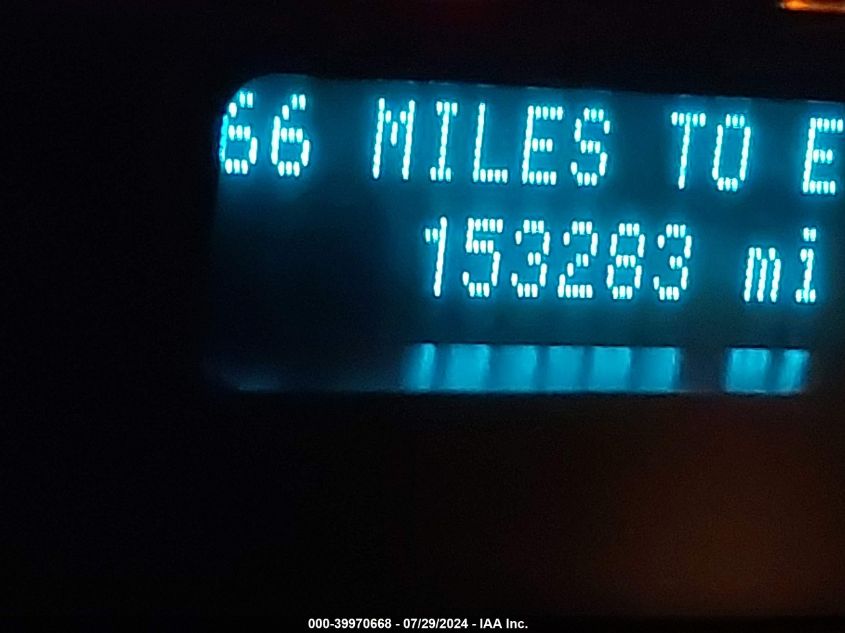 66 MILES TO E
153283 mi
000-39970668 - 07/29/2024 - IAA Inc.